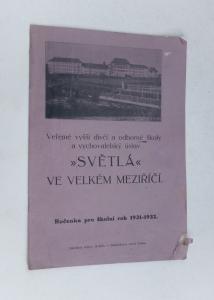 Veřejné vyšší dívčí a odborné školy
a vychovatelský ústav
»SVĚTLÁ«
VE VELKÉM MEZIŘÍČÍ.
Ročenka pro školní rok 1931-1932.